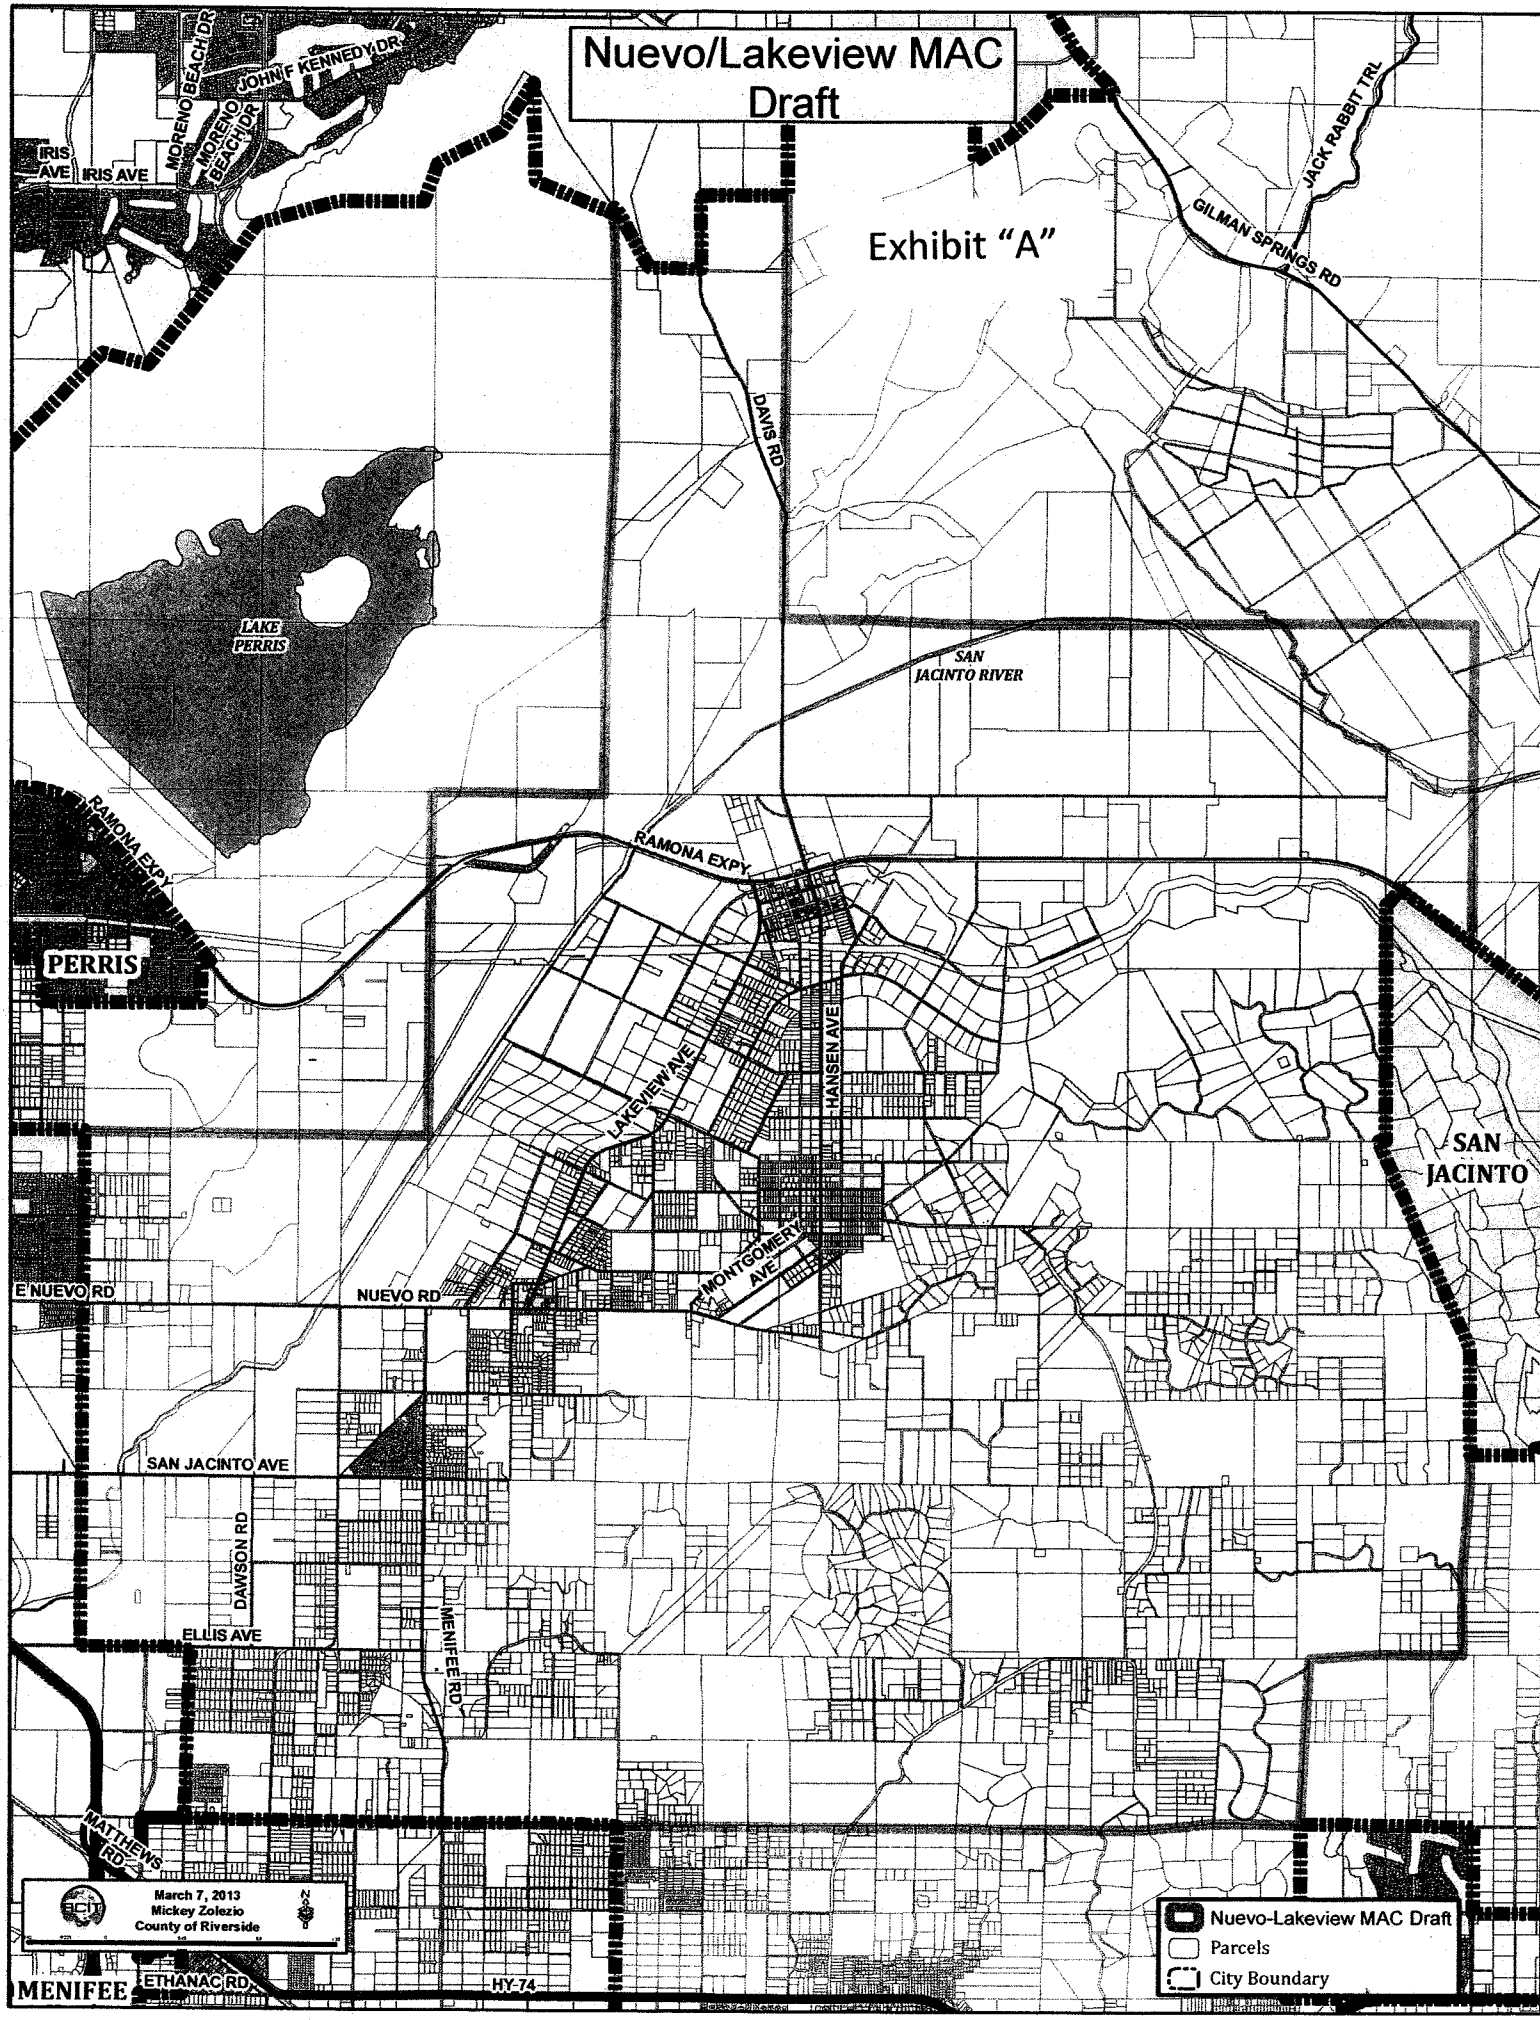 Nuevo/Lakeview MAC
Draft
MORENO BEACH DR
JOHN F KENNEDY DR
MORENO
BEACH DR
IRIS
AVE
IRIS AVE
JACK RABBIT TRL
Exhibit “A”
GILMAN SPRINGS RD
DAVIS RD
LAKE
PERRIS
SAN
JACINTO RIVER
RAMONA EXPY
RAMONA EXPY
PERRIS
HANSEN AVE
LAKEVIEW AVE
SAN
JACINTO
MONTGOMERY
AVE
E NUEVO RD
NUEVO RD
SAN JACINTO AVE
DAWSON RD
MENIFEE RD
ELLIS AVE
MATTHEWS
RD
RCIT
March 7, 2013
Mickey Zolezio
County of Riverside
N
Nuevo-Lakeview MAC Draft
Parcels
City Boundary
MENIFEE
ETHANAC RD
HY-74